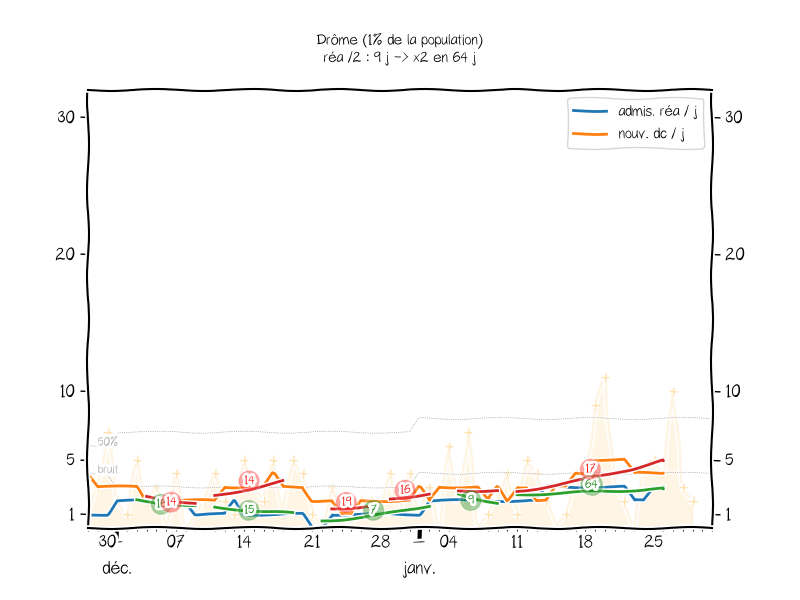 Drôme (1% de la population)
réa /2 : 9 j -> x2 en 64 j
admis. réa / j
nouv. dc / j
30 30
20 20
10 10
50%
5 5
bruit
14 14 19 16 17
14 15 7 9 64
1 1
30 07 14 21 28 04 11 18 25
déc. janv.